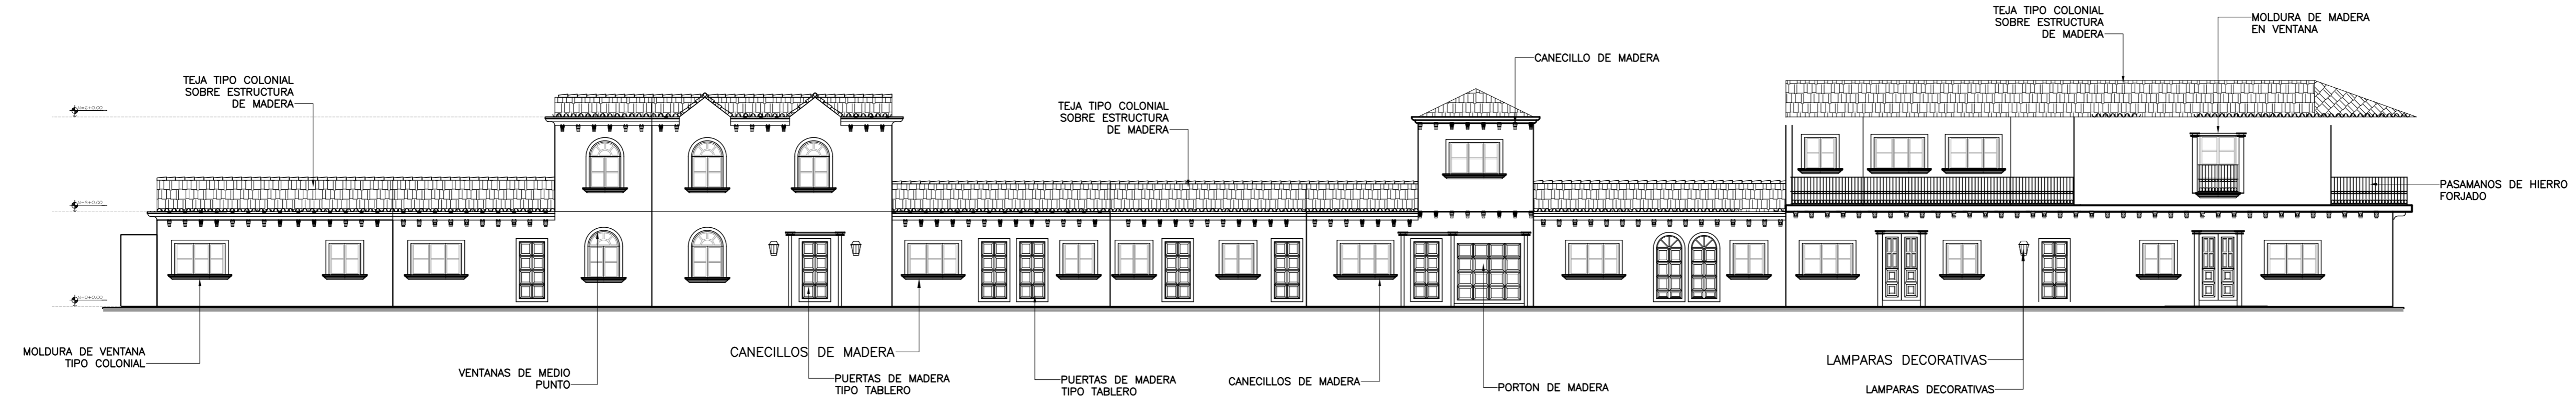 TEJA TIPO COLONIAL
SOBRE ESTRUCTURA
DE MADERA
MOLDURA DE MADERA
EN VENTANA
CANECILLO DE MADERA
TEJA TIPO COLONIAL
SOBRE ESTRUCTURA
DE MADERA
TEJA TIPO COLONIAL
SOBRE ESTRUCTURA
DE MADERA
PASAMANOS DE HIERRO
FORJADO
MOLDURA DE VENTANA
TIPO COLONIAL
VENTANAS DE MEDIO
PUNTO
CANECILLOS DE MADERA
PUERTAS DE MADERA
TIPO TABLERO
PUERTAS DE MADERA
TIPO TABLERO
CANECILLOS DE MADERA
PORTON DE MADERA
LAMPARAS DECORATIVAS
LAMPARAS DECORATIVAS